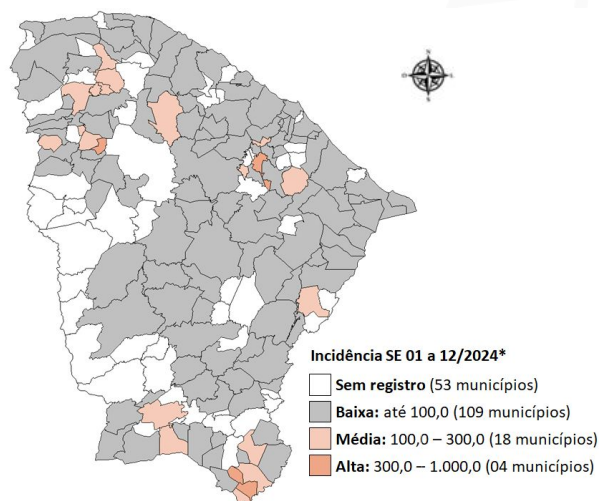 N
O L
S
Incidência SE 01 a 12/2024*
Sem registro (53 municípios)
Baixa: até 100,0 (109 municípios)
Média: 100,0 – 300,0 (18 municípios)
Alta: 300,0 – 1.000,0 (04 municípios)